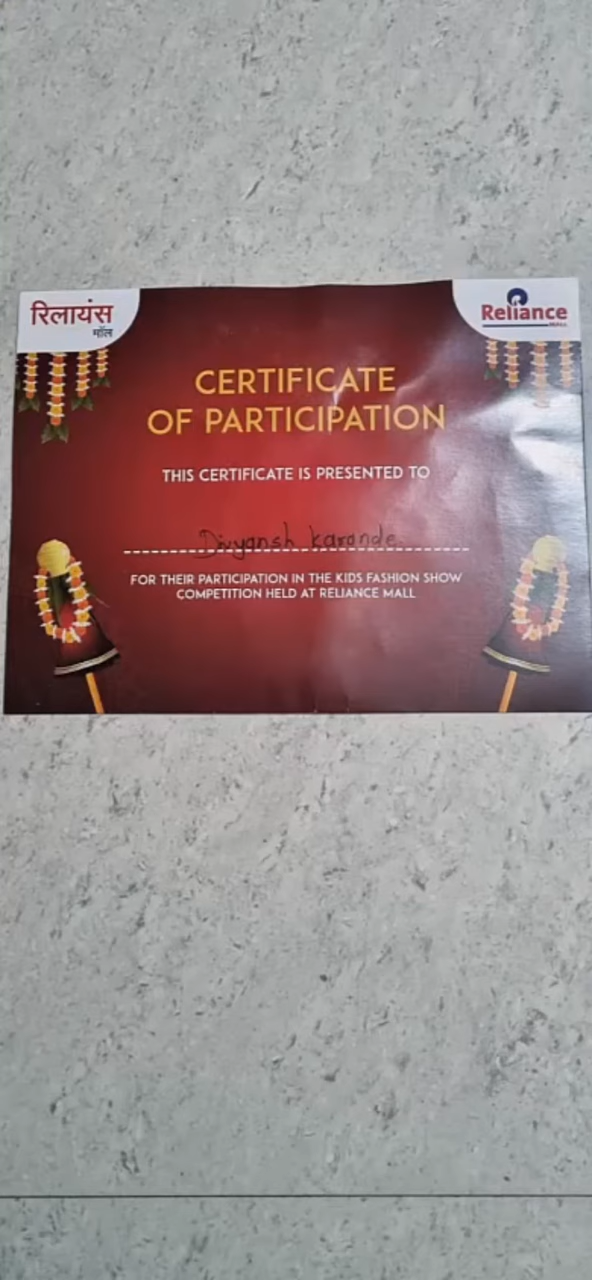 रिलायंस
मॉल
Reliance
MALL
CERTIFICATE
OF PARTICIPATION
THIS CERTIFICATE IS PRESENTED TO
Divyansh Karande
FOR THEIR PARTICIPATION IN THE KIDS FASHION SHOW
COMPETITION HELD AT RELIANCE MALL